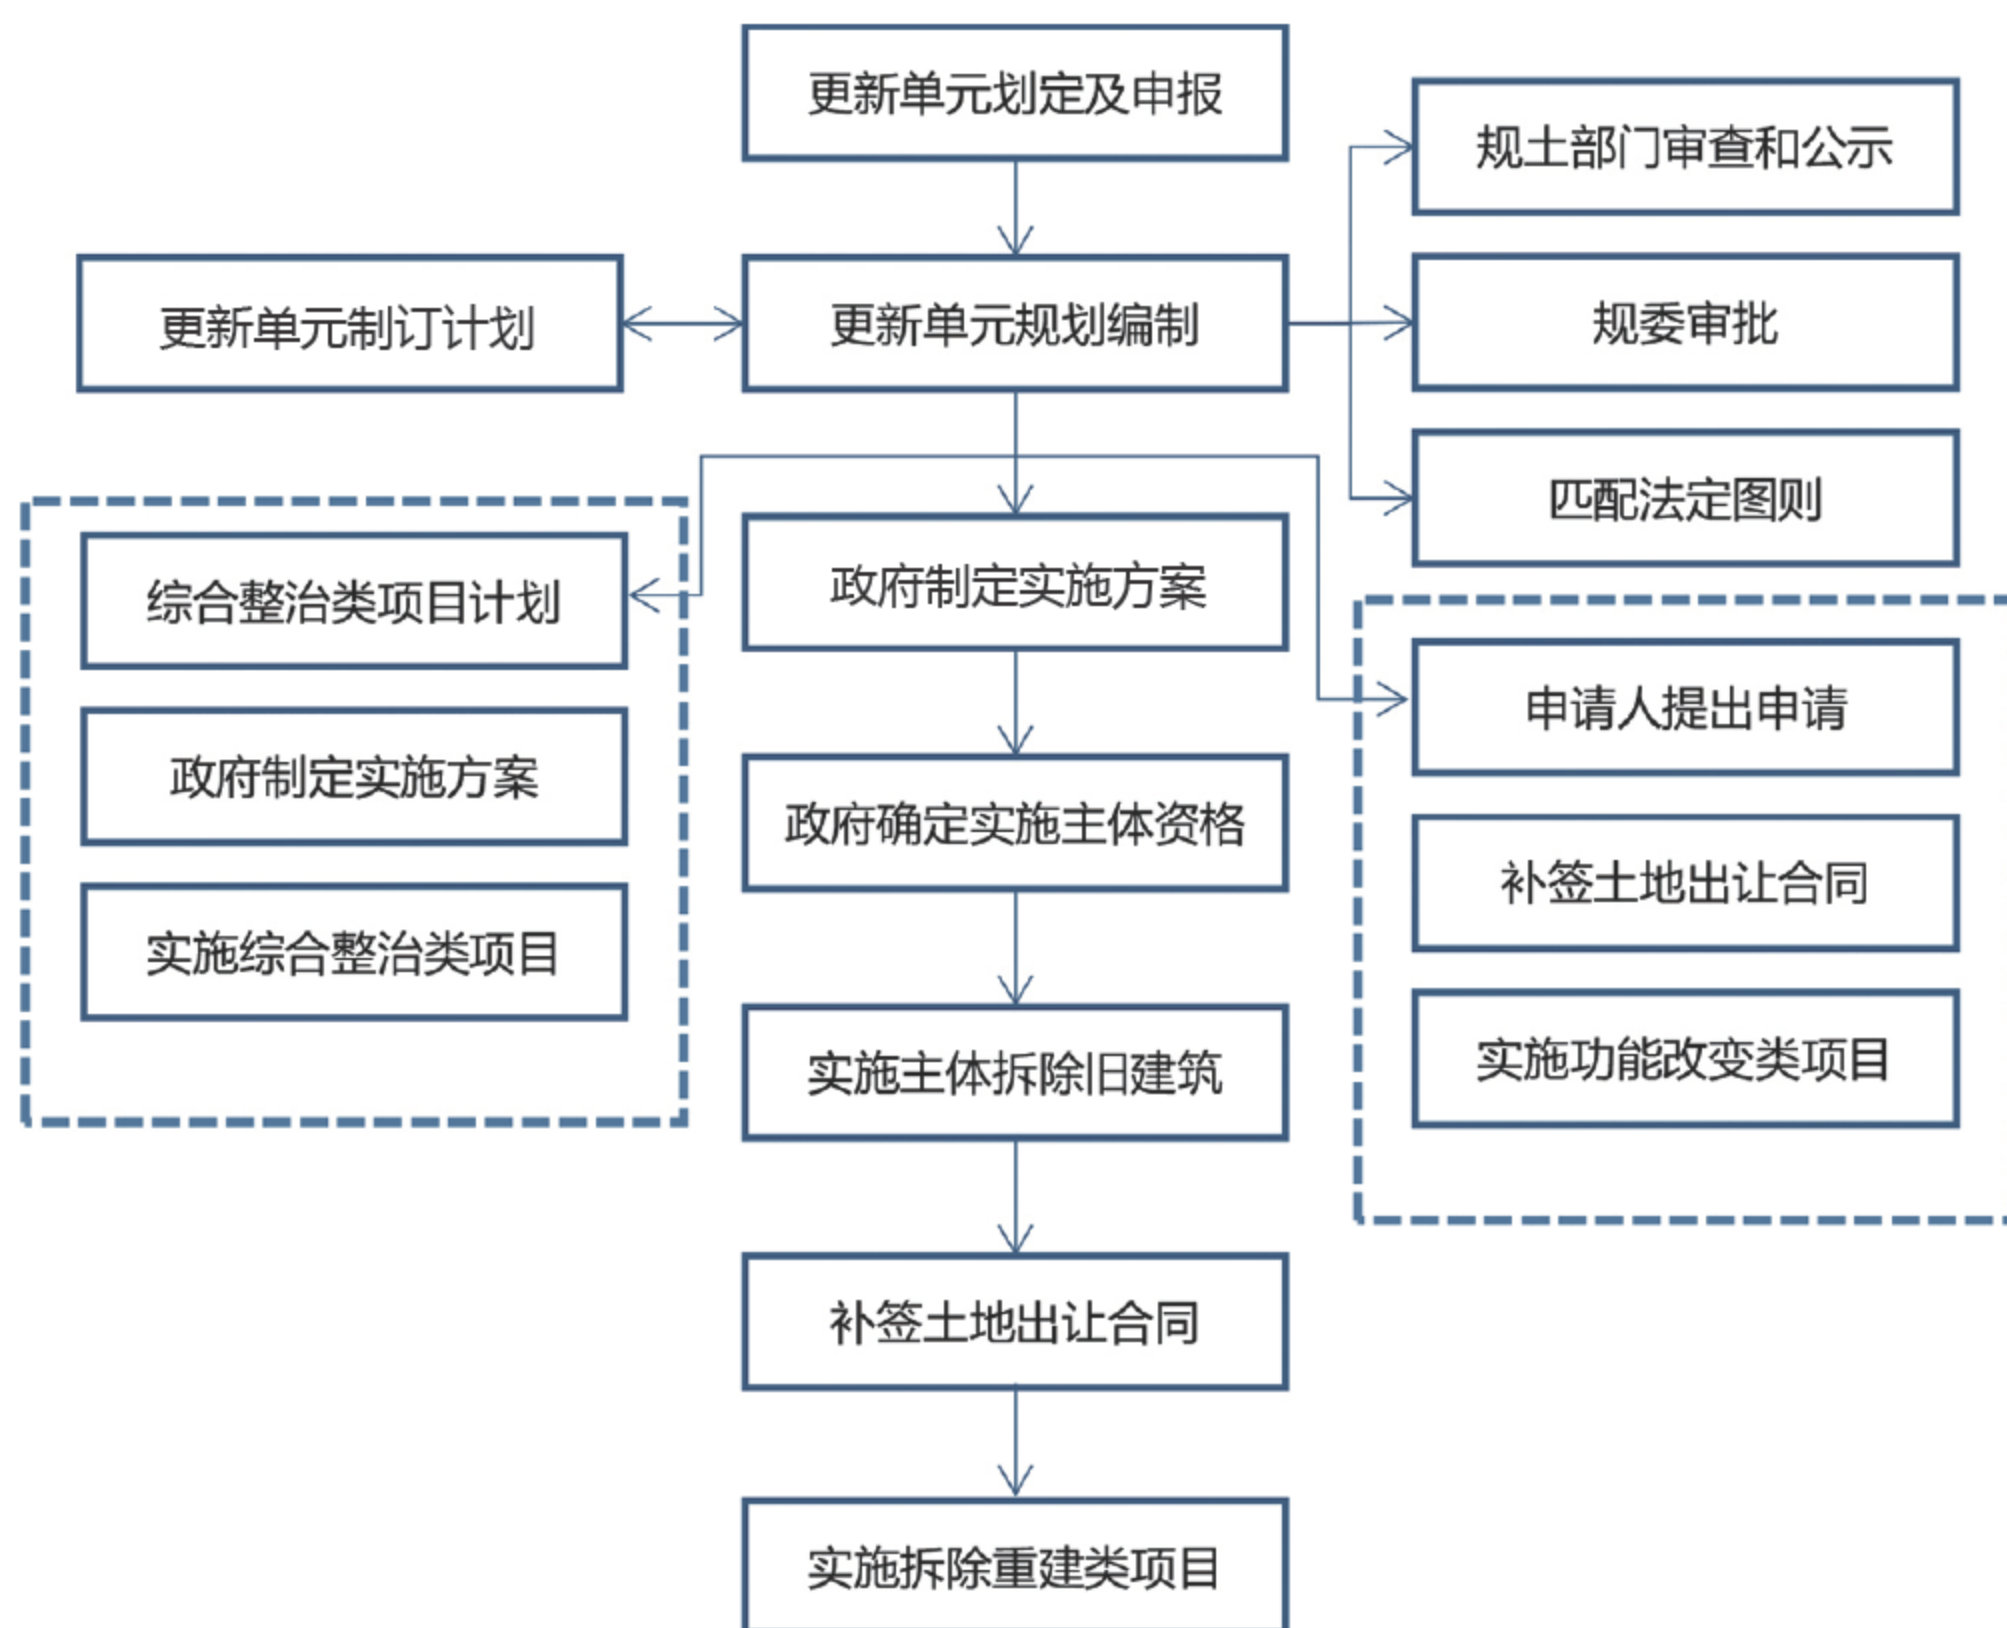 更新单元划定及申报
规土部门审查和公示
更新单元制订计划
更新单元规划编制
规委审批
匹配法定图则
综合整治类项目计划
政府制定实施方案
实施综合整治类项目
政府制定实施方案
政府确定实施主体资格
实施主体拆除旧建筑
补签土地出让合同
实施拆除重建类项目
申请人提出申请
补签土地出让合同
实施功能改变类项目